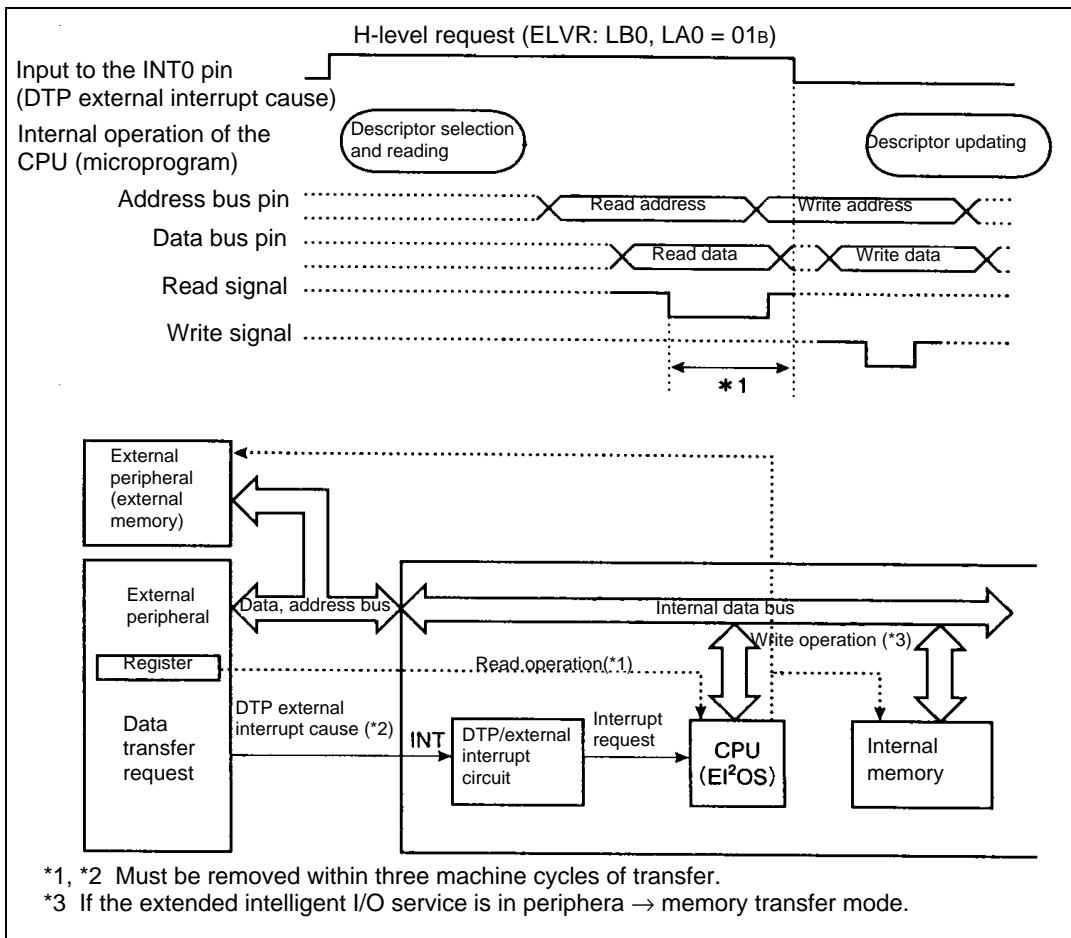 H-level request (ELVR: LB0, LA0 = 01B)
Input to the INT0 pin
(DTP external interrupt cause)
Internal operation of the
CPU (microprogram)
Descriptor selection
and reading
Descriptor updating
Address bus pin
Read address
Write address
Data bus pin
Read data
Write data
Read signal
Write signal
*1
External
peripheral
(external
memory)
External
peripheral
Data, address bus
Internal data bus
Write operation (*3)
Register
Read operation(*1)
DTP external
interrupt cause (*2)
Data
transfer
request
INT
DTP/external
interrupt
circuit
Interrupt
request
CPU
(EI²OS)
Internal
memory
*1, *2 Must be removed within three machine cycles of transfer.
*3 If the extended intelligent I/O service is in periphera → memory transfer mode.